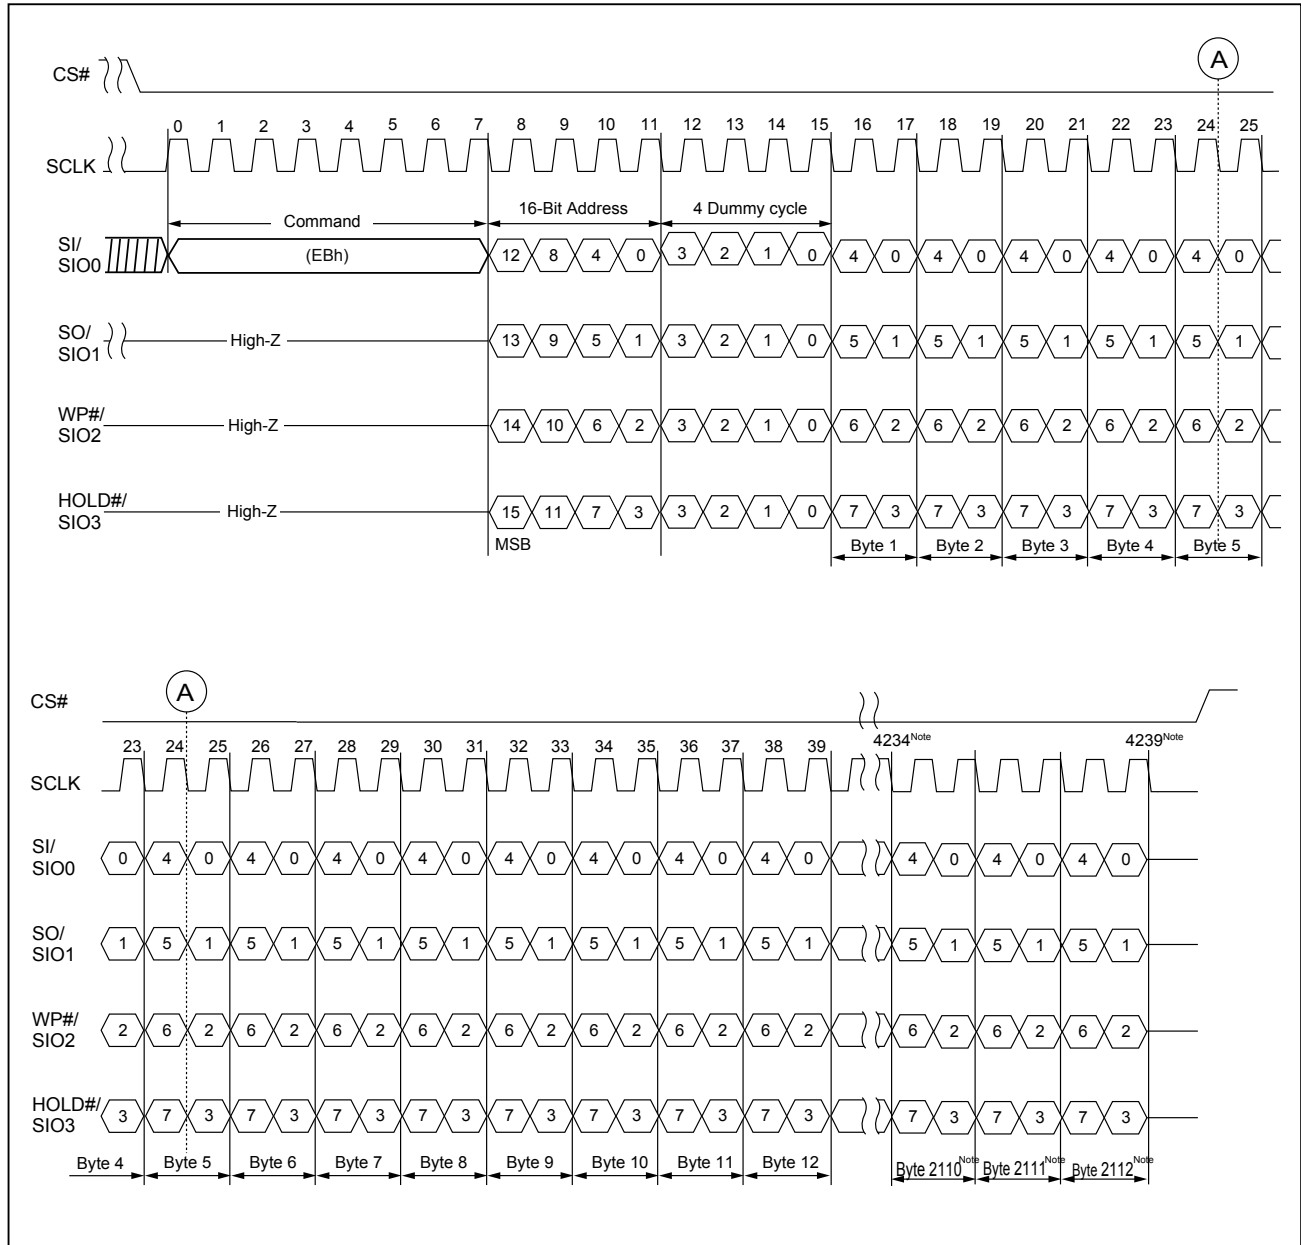 A
CS#
0 1 2 3 4 5 6 7 8 9 10 11 12 13 14 15 16 17 18 19 20 21 22 23 24 25
SCLK
Command 16-Bit Address 4 Dummy cycle
SI/
SIO0
(EBh) 12 8 4 0 3 2 1 0 4 0 4 0 4 0 4 0 4 0
SO/
SIO1
High-Z 13 9 5 1 3 2 1 0 5 1 5 1 5 1 5 1 5 1
WP#/
SIO2
High-Z 14 10 6 2 3 2 1 0 6 2 6 2 6 2 6 2 6 2
HOLD#/
SIO3
High-Z 15 11 7 3 3 2 1 0 7 3 7 3 7 3 7 3 7 3
MSB Byte 1 Byte 2 Byte 3 Byte 4 Byte 5
A
CS#
23 24 25 26 27 28 29 30 31 32 33 34 35 36 37 38 39 4234Note 4239Note
SCLK
SI/
SIO0
0 4 0 4 0 4 0 4 0 4 0 4 0 4 0 4 0 4 0 4 0 4 0
SO/
SIO1
1 5 1 5 1 5 1 5 1 5 1 5 1 5 1 5 1 5 1 5 1 5 1
WP#/
SIO2
2 6 2 6 2 6 2 6 2 6 2 6 2 6 2 6 2 6 2 6 2 6 2
HOLD#/
SIO3
3 7 3 7 3 7 3 7 3 7 3 7 3 7 3 7 3 7 3 7 3 7 3
Byte 4 Byte 5 Byte 6 Byte 7 Byte 8 Byte 9 Byte 10 Byte 11 Byte 12 Byte 2110Note Byte 2111Note Byte 2112Note